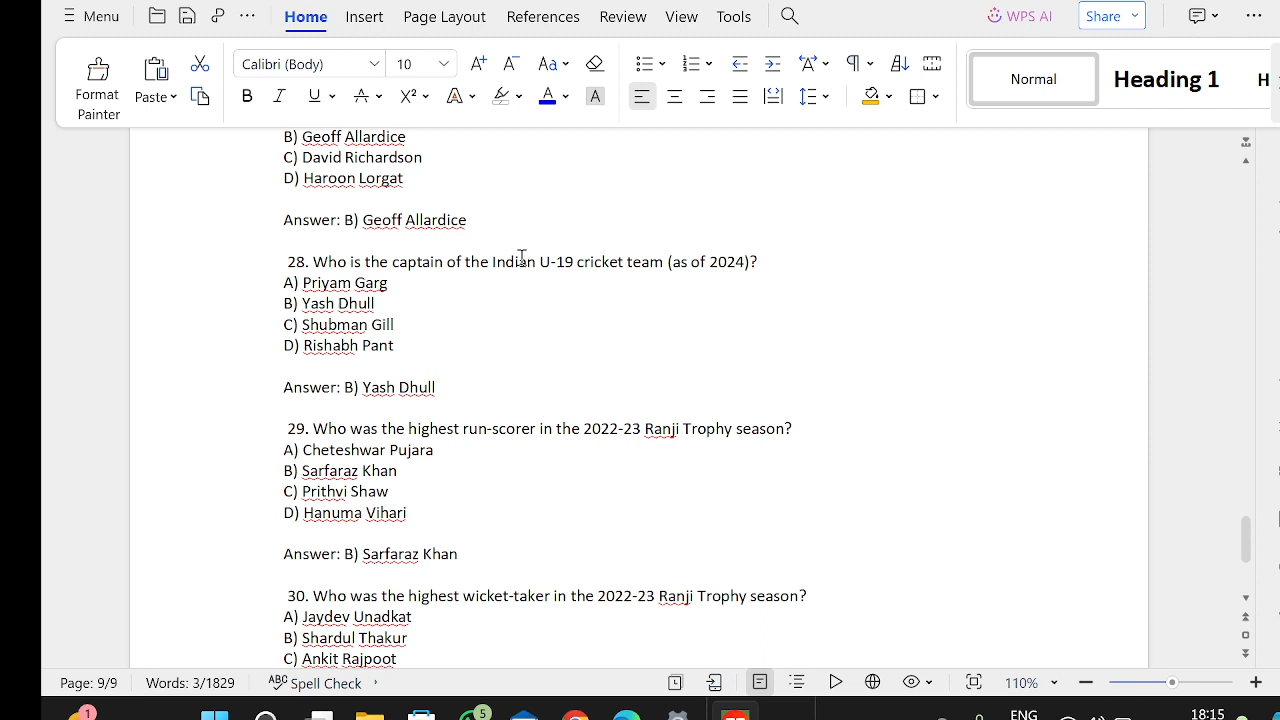 Menu Home Insert Page Layout References Review View Tools WPS AI Share
Calibri (Body) 10 Normal Heading 1 H
Format Painter Paste
B) Geoff Allardice
C) David Richardson
D) Haroon Lorgat
Answer: B) Geoff Allardice
28. Who is the captain of the Indian U-19 cricket team (as of 2024)?
A) Priyam Garg
B) Yash Dhull
C) Shubman Gill
D) Rishabh Pant
Answer: B) Yash Dhull
29. Who was the highest run-scorer in the 2022-23 Ranji Trophy season?
A) Cheteshwar Pujara
B) Sarfaraz Khan
C) Prithvi Shaw
D) Hanuma Vihari
Answer: B) Sarfaraz Khan
30. Who was the highest wicket-taker in the 2022-23 Ranji Trophy season?
A) Jaydev Unadkat
B) Shardul Thakur
C) Ankit Rajpoot
Page: 9/9 Words: 3/1829 Spell Check 110%
1 5 ENG 18:15